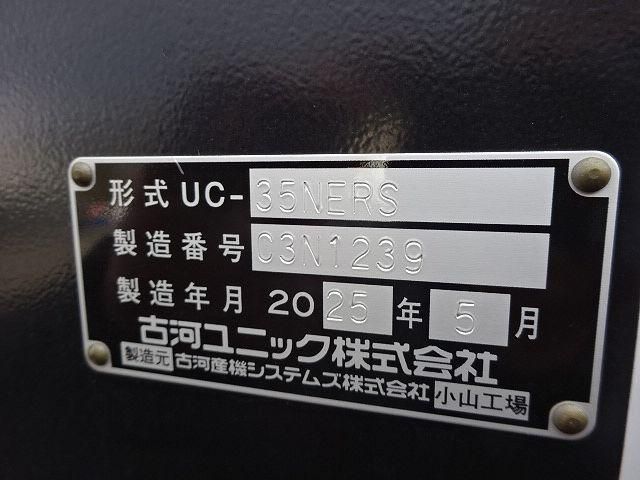 形式 UC-35NERS
製造番号 C3N1239
製造年月 2025年5月
古河ユニック株式会社
製造元 古河産機システムズ株式会社 小山工場